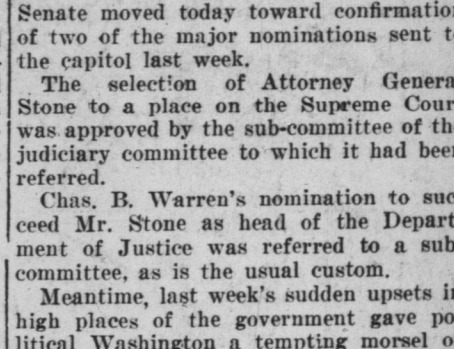 Senate moved today toward confirmatio
of two of the major nominations sent t
the capitol last week.
The selection of Attorney Genera
Stone to a place on the Supreme Cour
was approved by the sub-committee of th
judiciary committee to which it had bee
referred.
Chas. B. Warren's nomination to suc
ceed Mr. Stone as head of the Depart
ment of Justice was referred to a sub
committee, as is the usual custom.
Meantime, last week's sudden upsets i
high places of the government gave po
litical Washington a tempting morsel o